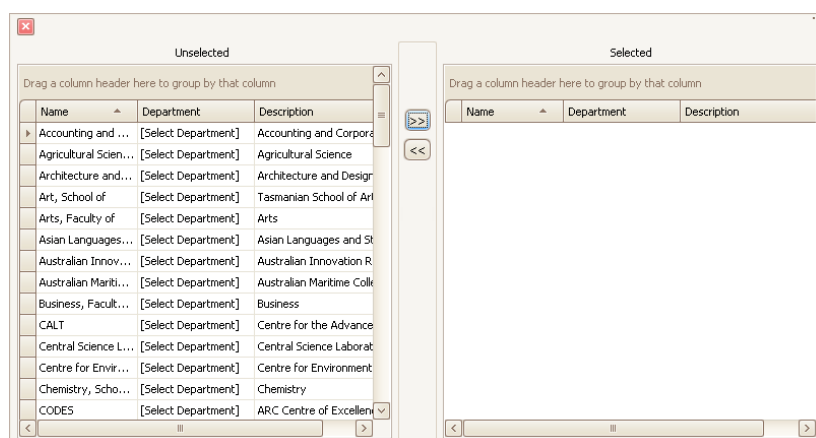 Unselected
Selected
Drag a column header here to group by that column
Drag a column header here to group by that column
Name Department Description
Name Department Description
>>
<<
Accounting and ... [Select Department] Accounting and Corpora
Agricultural Scien... [Select Department] Agricultural Science
Architecture and... [Select Department] Architecture and Design
Art, School of [Select Department] Tasmanian School of Art
Arts, Faculty of [Select Department] Arts
Asian Languages... [Select Department] Asian Languages and St
Australian Innov... [Select Department] Australian Innovation R
Australian Mariti... [Select Department] Australian Maritime Colle
Business, Facult... [Select Department] Business
CALT [Select Department] Centre for the Advance
Central Science L... [Select Department] Central Science Laborat
Centre for Envir... [Select Department] Centre for Environment
Chemistry, Scho... [Select Department] Chemistry
CODES [Select Department] ARC Centre of Excellen